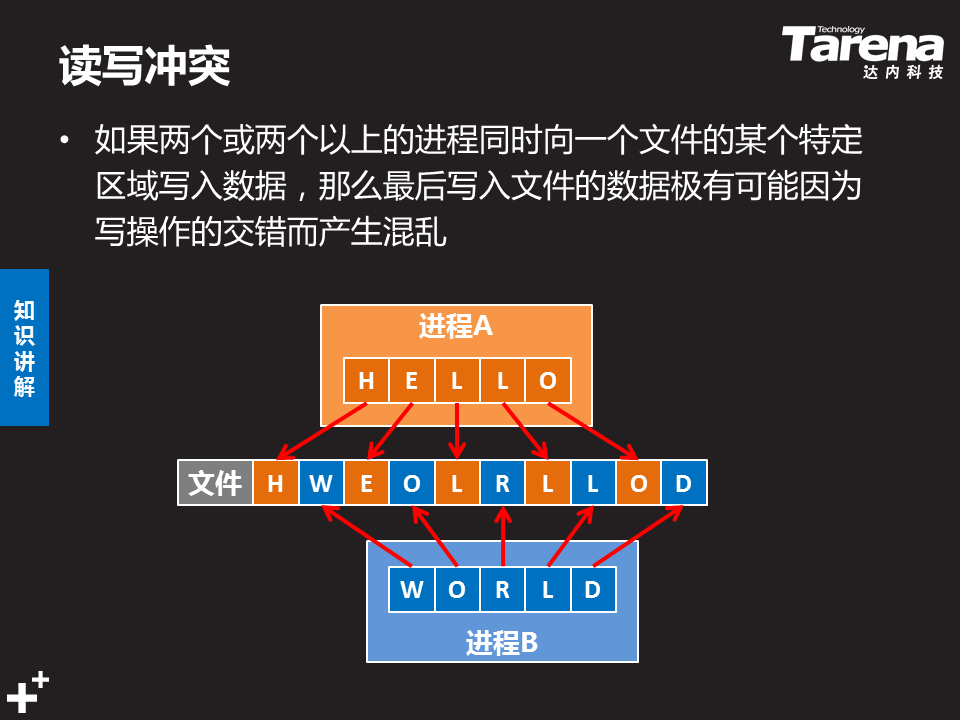 Technology
Tarena
达内科技
读写冲突
• 如果两个或两个以上的进程同时向一个文件的某个特定
区域写入数据，那么最后写入文件的数据极有可能因为
写操作的交错而产生混乱
知识讲解
进程A
H E L L O
文件 H W E O L R L L O D
W O R L D
进程B